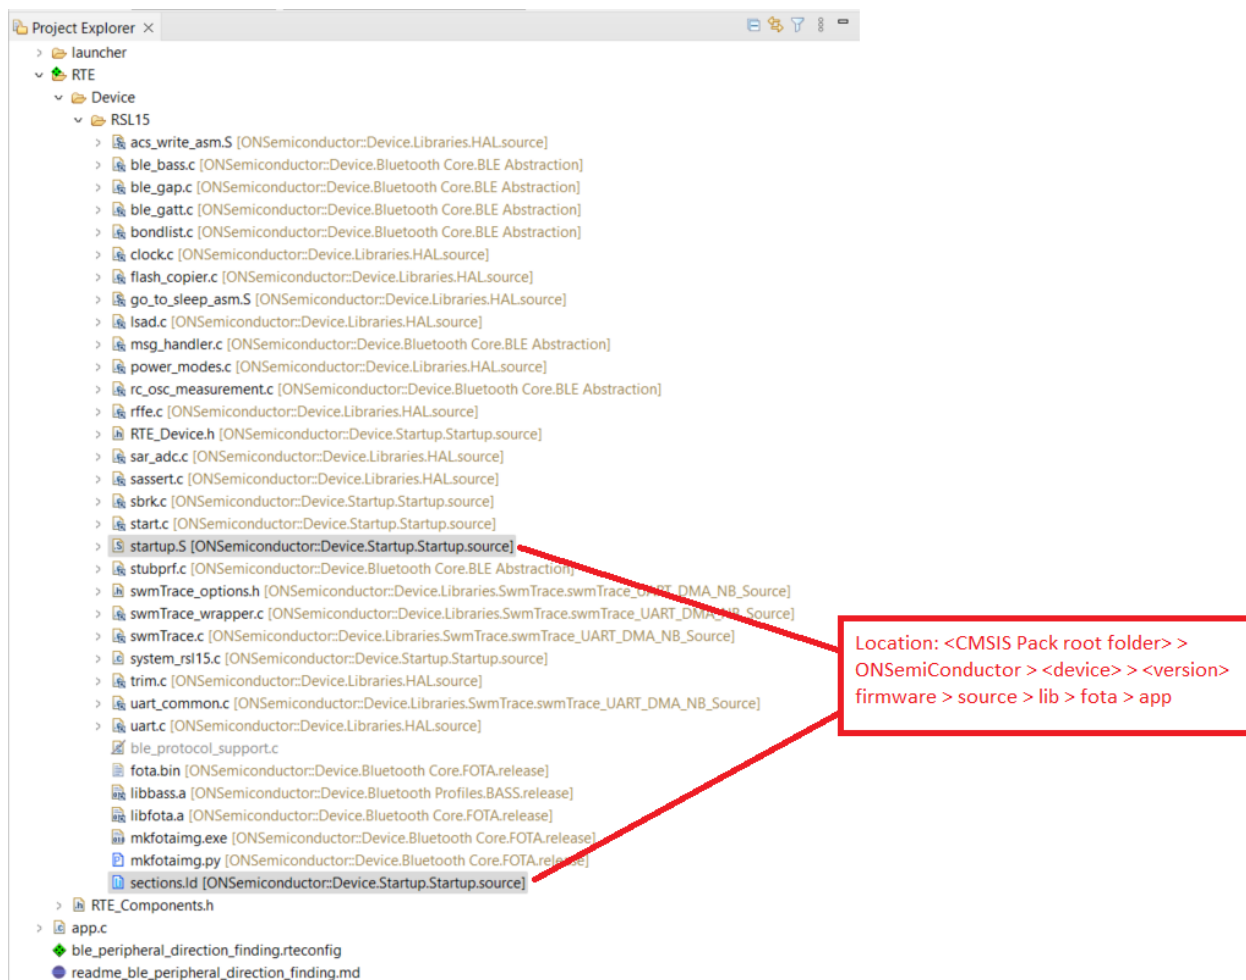 Project Explorer
launcher
RTE
Device
RSL15
acs_write_asm.S [ONSemiconductor::Device.Libraries.HAL.source]
ble_bass.c [ONSemiconductor::Device.Bluetooth Core.BLE Abstraction]
ble_gap.c [ONSemiconductor::Device.Bluetooth Core.BLE Abstraction]
ble_gatt.c [ONSemiconductor::Device.Bluetooth Core.BLE Abstraction]
bondlist.c [ONSemiconductor::Device.Bluetooth Core.BLE Abstraction]
clock.c [ONSemiconductor::Device.Libraries.HAL.source]
flash_copier.c [ONSemiconductor::Device.Libraries.HAL.source]
go_to_sleep_asm.S [ONSemiconductor::Device.Libraries.HAL.source]
lsad.c [ONSemiconductor::Device.Libraries.HAL.source]
msg_handler.c [ONSemiconductor::Device.Bluetooth Core.BLE Abstraction]
power_modes.c [ONSemiconductor::Device.Libraries.HAL.source]
rc_osc_measurement.c [ONSemiconductor::Device.Bluetooth Core.BLE Abstraction]
rffe.c [ONSemiconductor::Device.Libraries.HAL.source]
RTE_Device.h [ONSemiconductor::Device.Startup.Startup.source]
sar_adc.c [ONSemiconductor::Device.Libraries.HAL.source]
sassert.c [ONSemiconductor::Device.Libraries.HAL.source]
sbrk.c [ONSemiconductor::Device.Startup.Startup.source]
start.c [ONSemiconductor::Device.Startup.Startup.source]
startup.S [ONSemiconductor::Device.Startup.Startup.source]
stubprf.c [ONSemiconductor::Device.Bluetooth Core.BLE Abstraction]
swmTrace_options.h [ONSemiconductor::Device.Libraries.SwmTrace.swmTrace_UART_DMA_NB_Source]
swmTrace_wrapper.c [ONSemiconductor::Device.Libraries.SwmTrace.swmTrace_UART_DMA_NB_Source]
swmTrace.c [ONSemiconductor::Device.Libraries.SwmTrace.swmTrace_UART_DMA_NB_Source]
system_rsl15.c [ONSemiconductor::Device.Startup.Startup.source]
trim.c [ONSemiconductor::Device.Libraries.HAL.source]
uart_common.c [ONSemiconductor::Device.Libraries.SwmTrace.swmTrace_UART_DMA_NB_Source]
uart.c [ONSemiconductor::Device.Libraries.HAL.source]
ble_protocol_support.c
fota.bin [ONSemiconductor::Device.Bluetooth Core.FOTA.release]
libbass.a [ONSemiconductor::Device.Bluetooth Profiles.BASS.release]
libfota.a [ONSemiconductor::Device.Bluetooth Core.FOTA.release]
mkfotaimg.exe [ONSemiconductor::Device.Bluetooth Core.FOTA.release]
mkfotaimg.py [ONSemiconductor::Device.Bluetooth Core.FOTA.release]
sections.ld [ONSemiconductor::Device.Startup.Startup.source]
RTE_Components.h
app.c
ble_peripheral_direction_finding.rteconfig
readme_ble_peripheral_direction_finding.md
Location: <CMSIS Pack root folder> >
ONSemiConductor > <device> > <version>
firmware > source > lib > fota > app